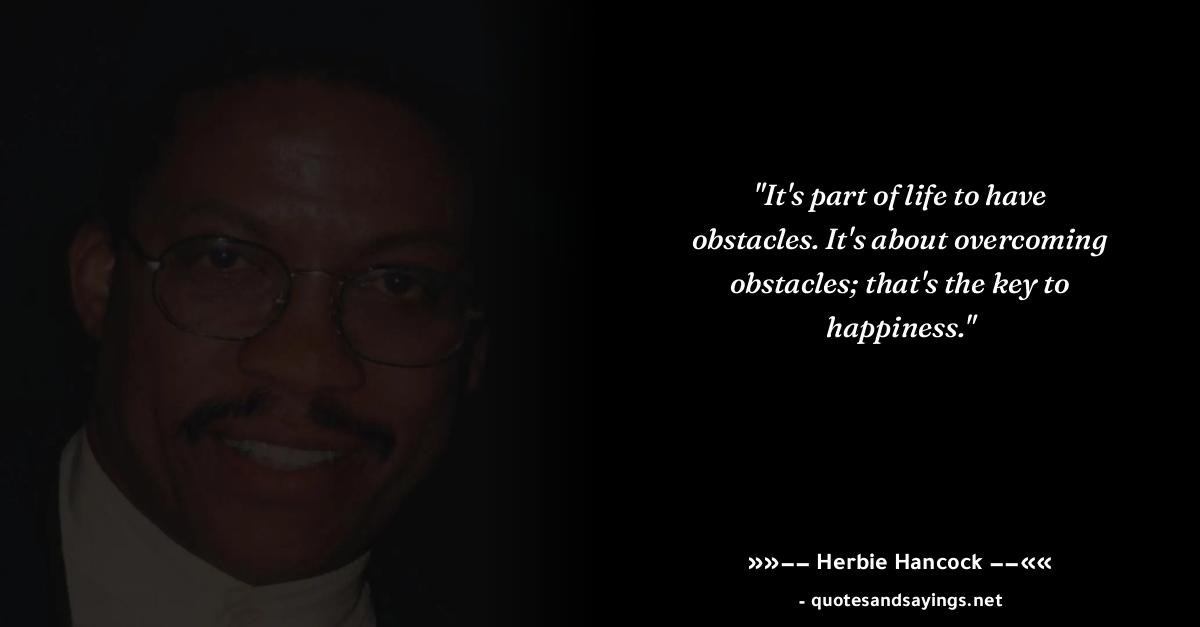 "It's part of life to have
obstacles. It's about overcoming
obstacles; that's the key to
happiness."
»»–– Herbie Hancock ––««
- quotesandsayings.net